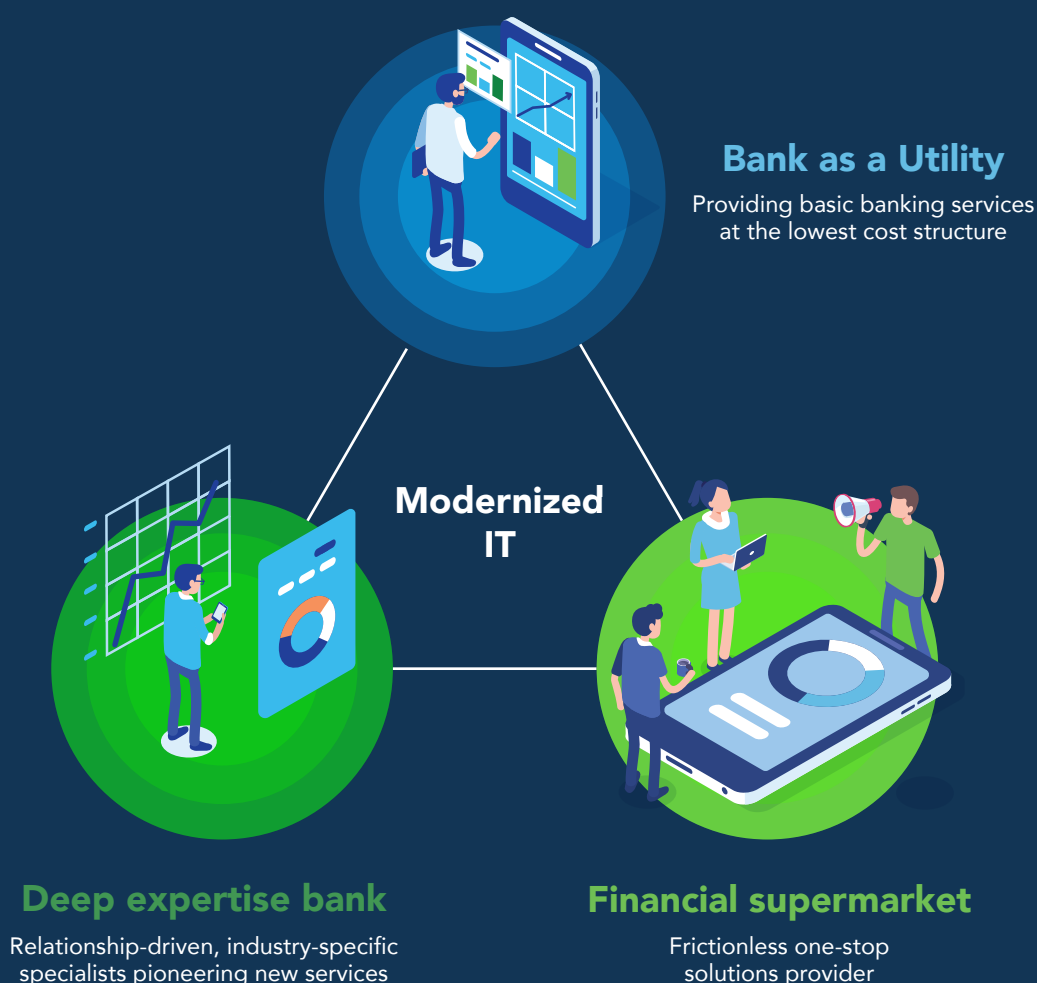 Bank as a Utility
Providing basic banking services
at the lowest cost structure
Modernized
IT
Deep expertise bank
Relationship-driven, industry-specific
specialists pioneering new services
Financial supermarket
Frictionless one-stop
solutions provider